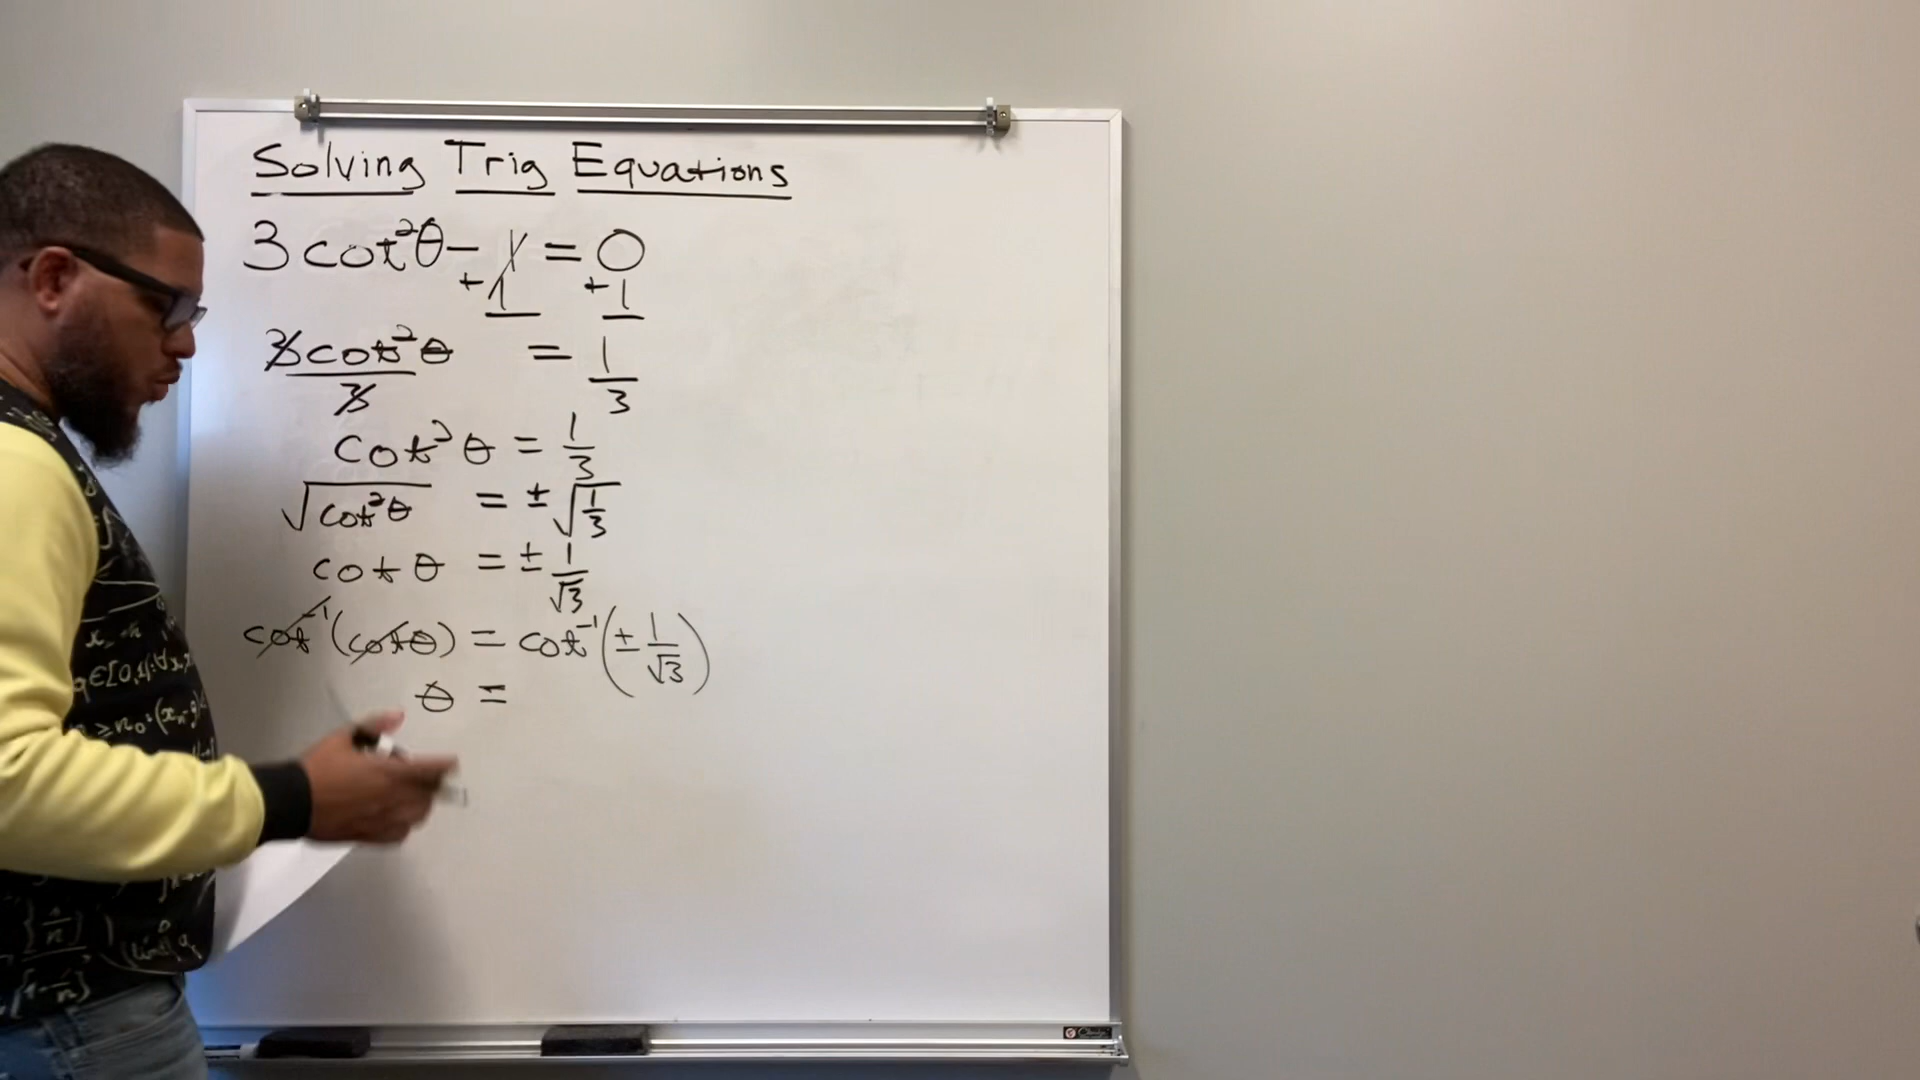 Solving Trig Equations
3cot²θ - 1 = 0
+1 +1
3cot²θ = 1
3 3
cot²θ = 1/3
√cot²θ = ±√1/3
cot θ = ± 1/√3
cot⁻¹(cotθ) = cot⁻¹(± 1/√3)
θ =